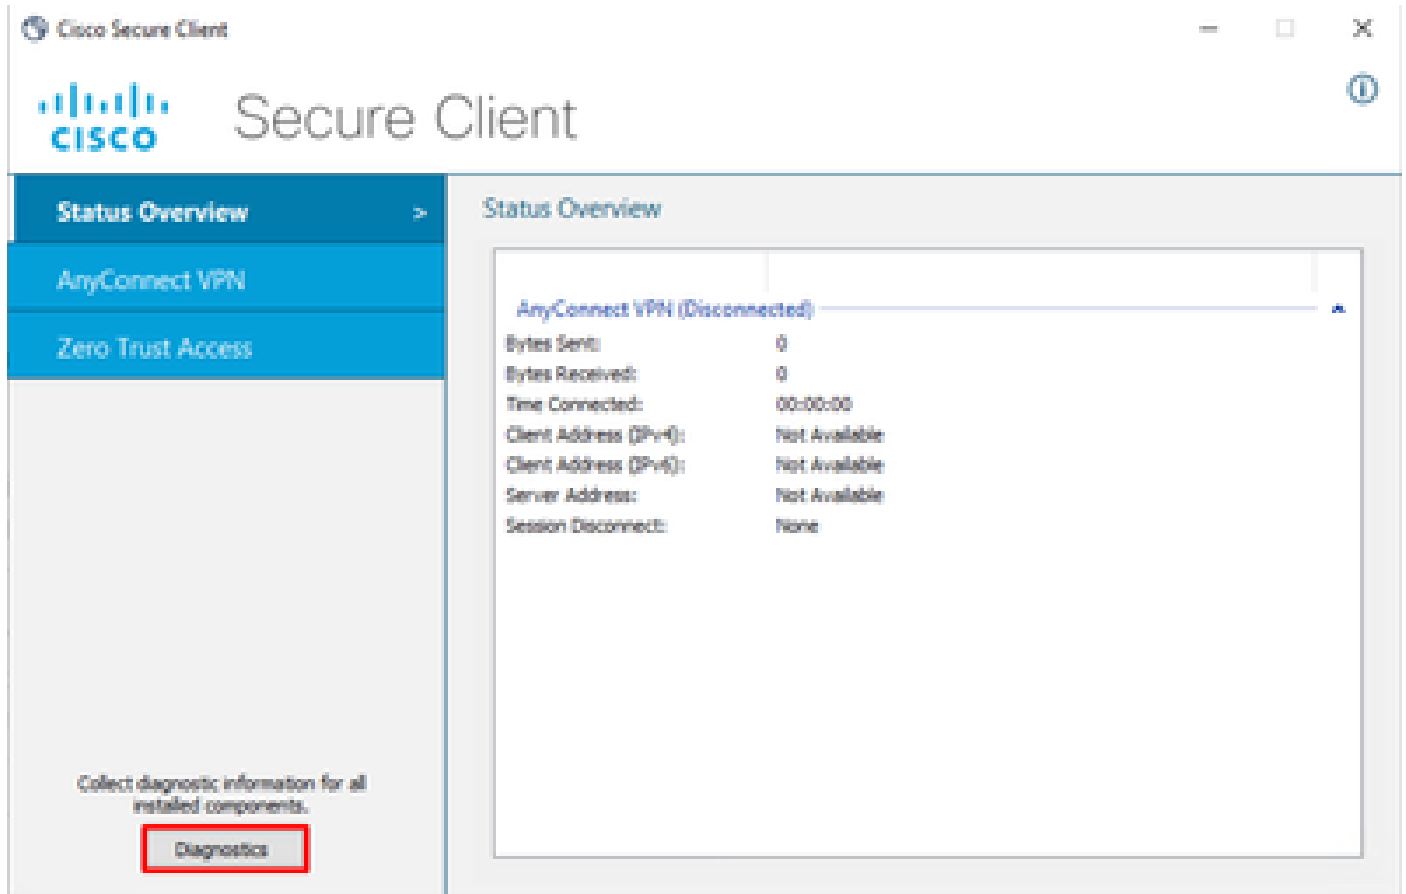 Cisco Secure Client
CISCO
Secure Client
Status Overview >
AnyConnect VPN
Zero Trust Access
Status Overview
AnyConnect VPN (Disconnected)
Bytes Sent: 0
Bytes Received: 0
Time Connected: 00:00:00
Client Address (IPv4): Not Available
Client Address (IPv6): Not Available
Server Address: Not Available
Session Disconnect: None
Collect diagnostic information for all
installed components.
Diagnostics